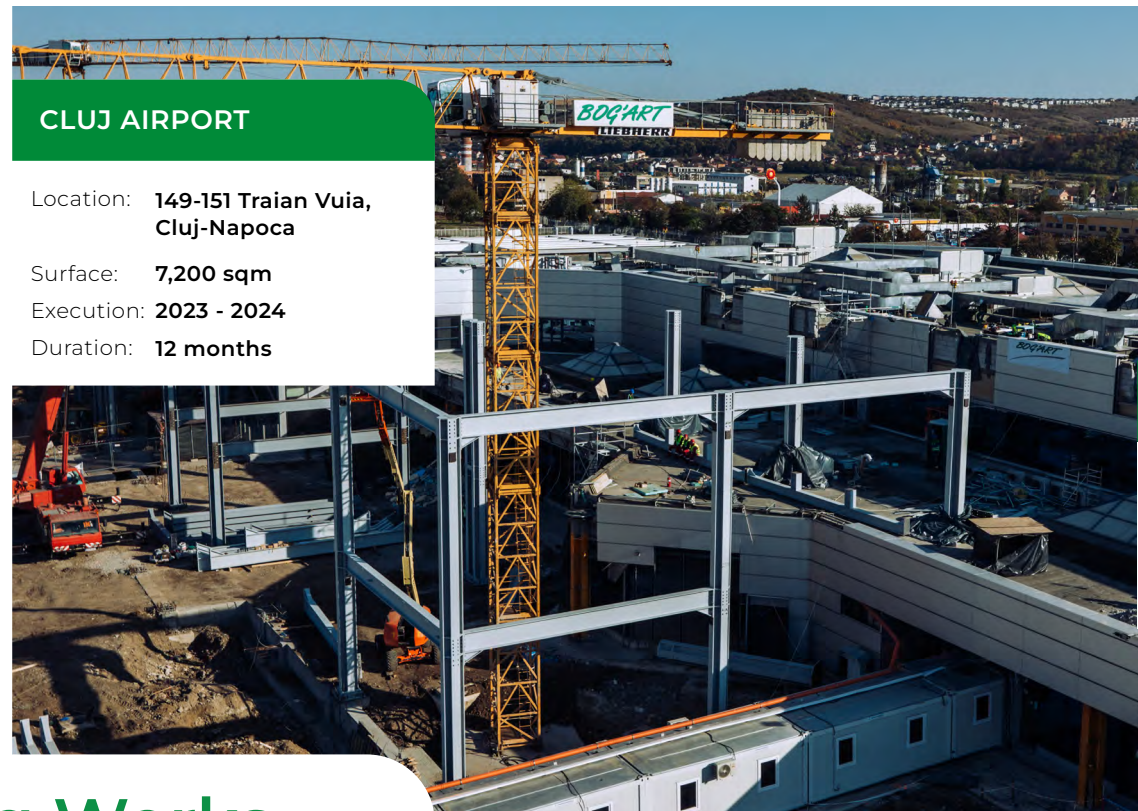 CLUJ AIRPORT
Location: 149-151 Traian Vuia,
Cluj-Napoca
Surface: 7,200 sqm
Execution: 2023 - 2024
Duration: 12 months
BOG'ART
LIEBHERR
BOG'ART
Works